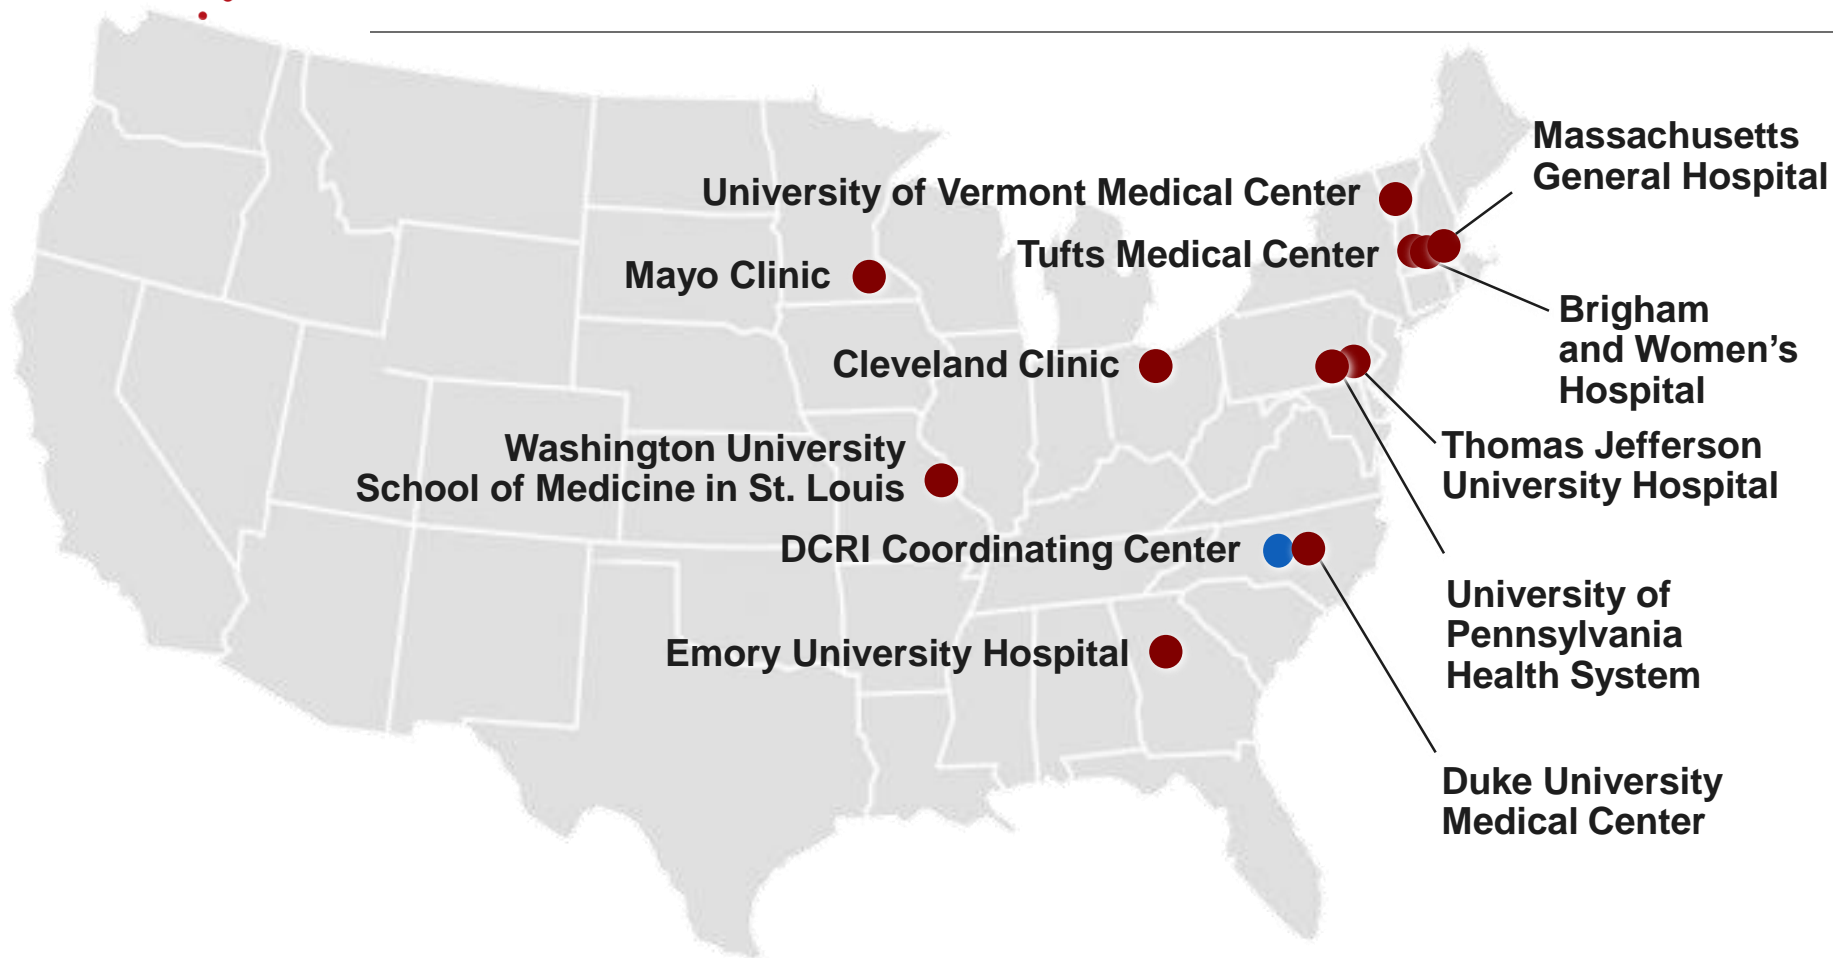 Massachusetts
General Hospital
University of Vermont Medical Center
Tufts Medical Center
Mayo Clinic
Brigham
and Women’s
Hospital
Cleveland Clinic
Thomas Jefferson
University Hospital
Washington University
School of Medicine in St. Louis
DCRI Coordinating Center
University of
Pennsylvania
Health System
Emory University Hospital
Duke University
Medical Center